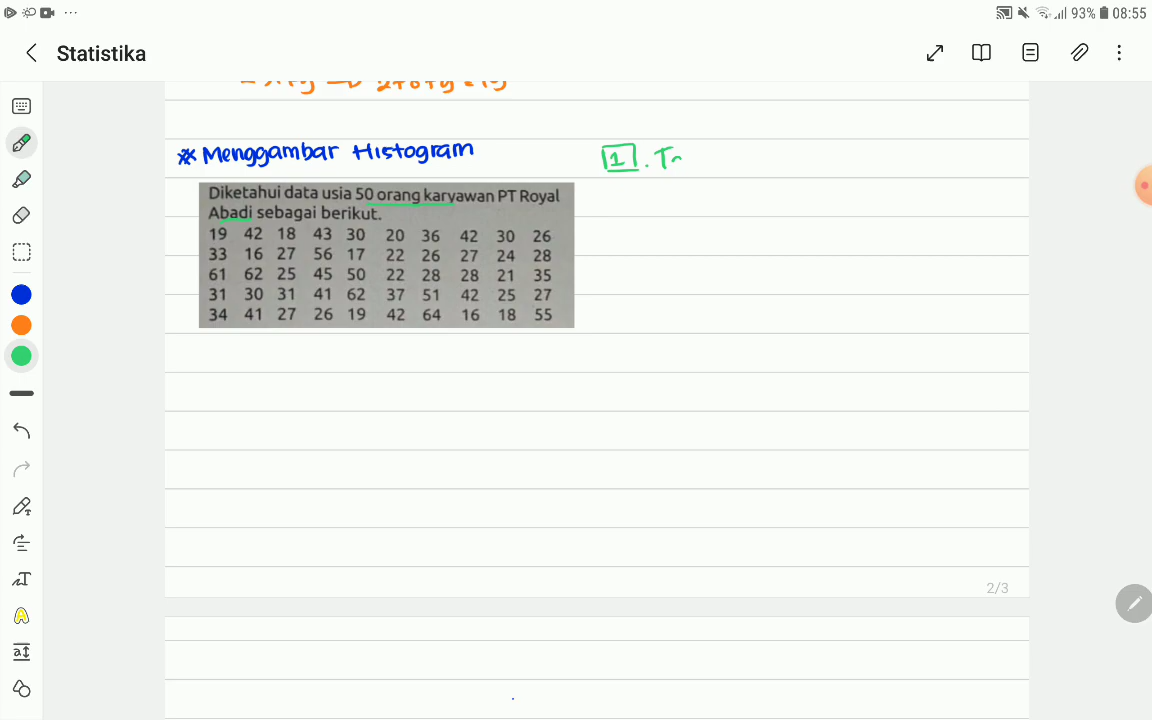 93% 08:55
Statistika
** Menggambar Histogram
1.
Diketahui data usia 50 orang karyawan PT Royal
Abadi sebagai berikut.
19 42 18 43 30 20 36 42 30 26
33 16 27 56 17 22 26 27 24 28
61 62 25 45 50 22 28 28 21 35
31 30 31 41 62 37 51 42 25 27
34 41 27 26 19 42 64 16 18 55
2/3